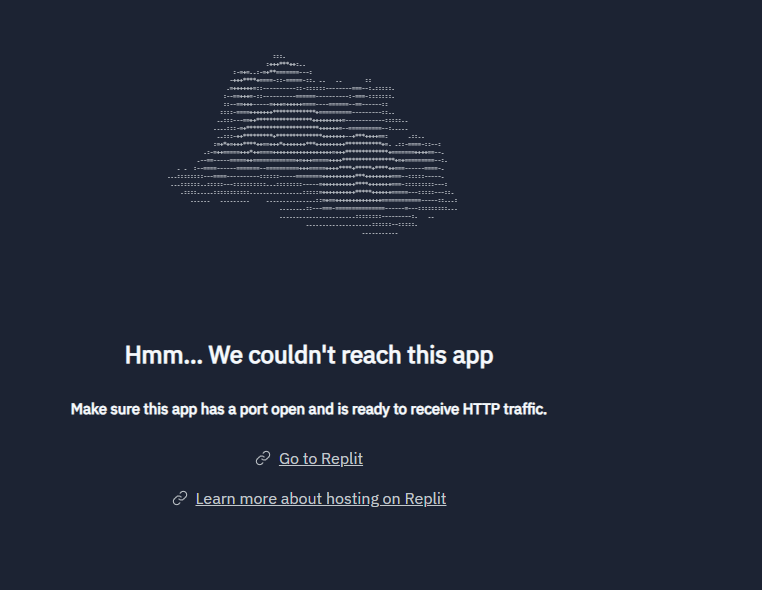 Hmm... We couldn't reach this app
Make sure this app has a port open and is ready to receive HTTP traffic.
Go to Replit
Learn more about hosting on Replit